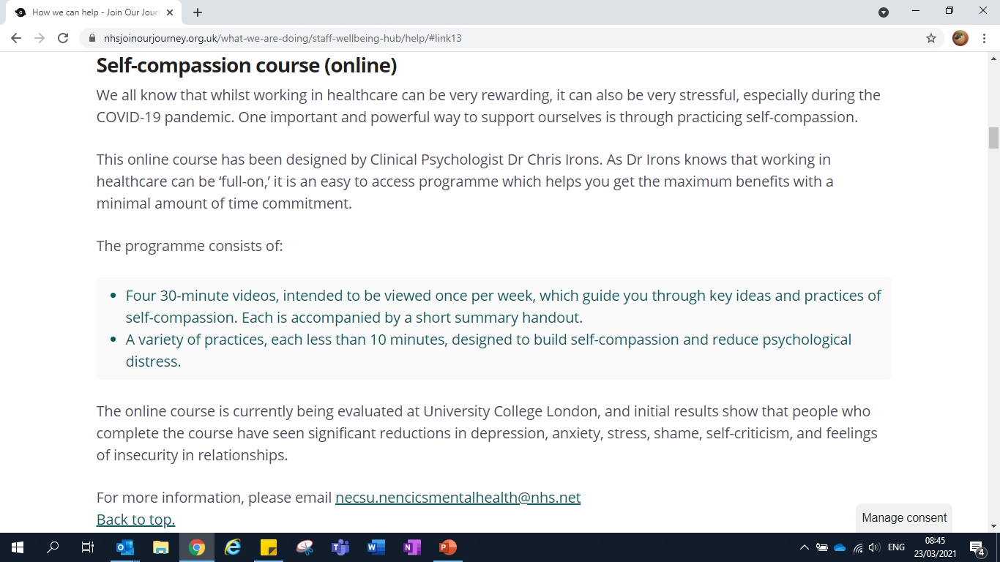 How we can help - Join Our Jour
nhsjoinourjourney.org.uk/what-we-are-doing/staff-wellbeing-hub/help/#link13
Self-compassion course (online)
We all know that whilst working in healthcare can be very rewarding, it can also be very stressful, especially during the
COVID-19 pandemic. One important and powerful way to support ourselves is through practicing self-compassion.
This online course has been designed by Clinical Psychologist Dr Chris Irons. As Dr Irons knows that working in
healthcare can be ‘full-on,’ it is an easy to access programme which helps you get the maximum benefits with a
minimal amount of time commitment.
The programme consists of:
• Four 30-minute videos, intended to be viewed once per week, which guide you through key ideas and practices of
self-compassion. Each is accompanied by a short summary handout.
• A variety of practices, each less than 10 minutes, designed to build self-compassion and reduce psychological
distress.
The online course is currently being evaluated at University College London, and initial results show that people who
complete the course have seen significant reductions in depression, anxiety, stress, shame, self-criticism, and feelings
of insecurity in relationships.
For more information, please email necsu.nencicsmentalhealth@nhs.net
Back to top.
Manage consent
ENG
08:45
23/03/2021
4